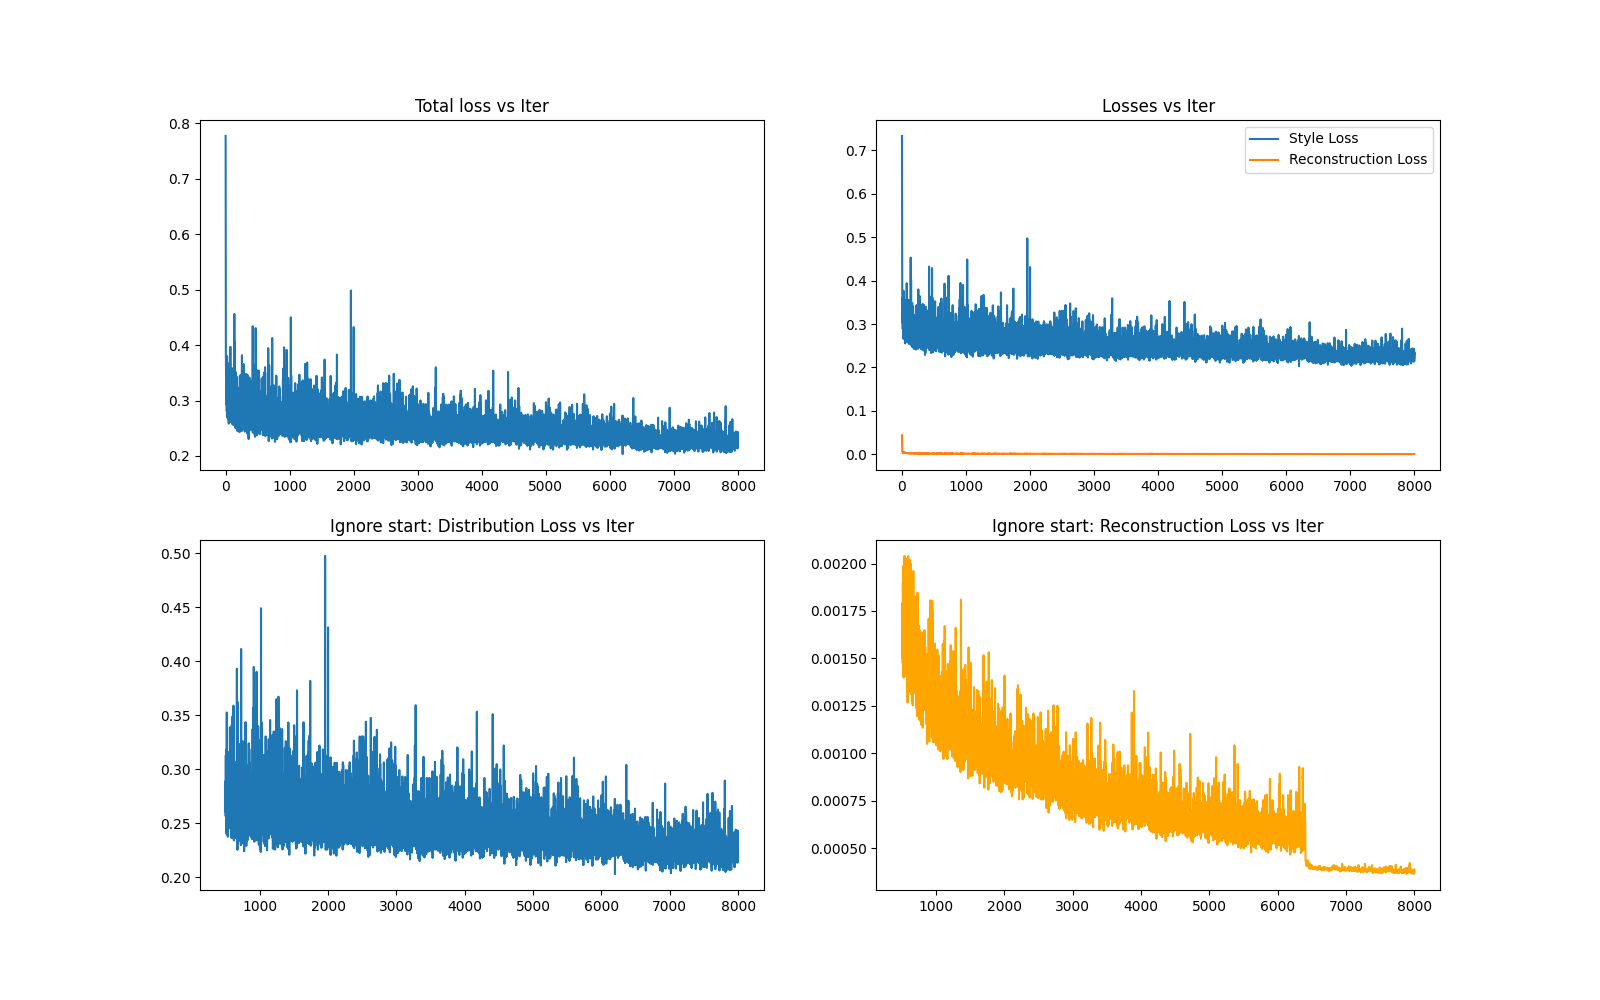 Total loss vs Iter
0.8
0.7
0.6
0.5
0.4
0.3
0.2
0 1000 2000 3000 4000 5000 6000 7000 8000
Losses vs Iter
Style Loss
Reconstruction Loss
0.7
0.6
0.5
0.4
0.3
0.2
0.1
0.0
0 1000 2000 3000 4000 5000 6000 7000 8000
Ignore start: Distribution Loss vs Iter
0.50
0.45
0.40
0.35
0.30
0.25
0.20
1000 2000 3000 4000 5000 6000 7000 8000
Ignore start: Reconstruction Loss vs Iter
0.00200
0.00175
0.00150
0.00125
0.00100
0.00075
0.00050
1000 2000 3000 4000 5000 6000 7000 8000